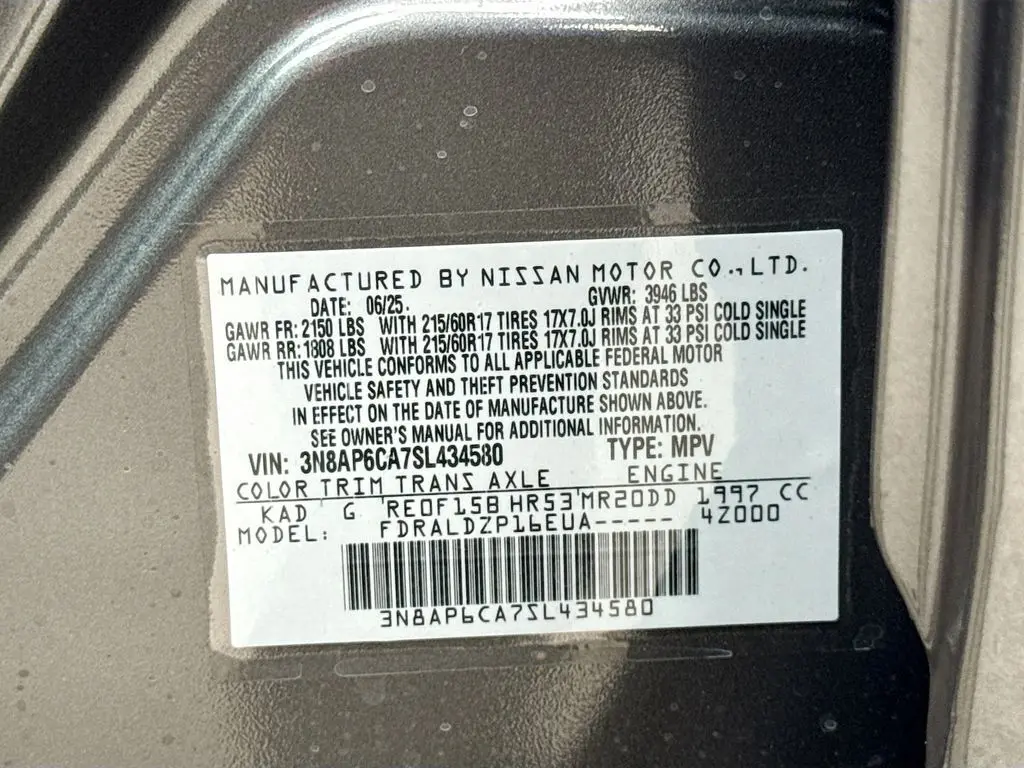 MANUFACTURED BY NISSAN MOTOR CO., LTD.
DATE: 06/25. GVWR: 3946 LBS
GAWR FR: 2150 LBS WITH 215/60R17 TIRES 17X7.0J RIMS AT 33 PSI COLD SINGLE
GAWR RR: 1808 LBS WITH 215/60R17 TIRES 17X7.0J RIMS AT 33 PSI COLD SINGLE
THIS VEHICLE CONFORMS TO ALL APPLICABLE FEDERAL MOTOR
VEHICLE SAFETY AND THEFT PREVENTION STANDARDS
IN EFFECT ON THE DATE OF MANUFACTURE SHOWN ABOVE.
SEE OWNER'S MANUAL FOR ADDITIONAL INFORMATION.
VIN: 3N8AP6CA7SL434580 TYPE: MPV
COLOR TRIM TRANS AXLE ENGINE
KAD G RE0F15B HR53 MR20DD 1997 CC
MODEL: FDRALDZP16EUA----- 42000
3N8AP6CA7SL434580